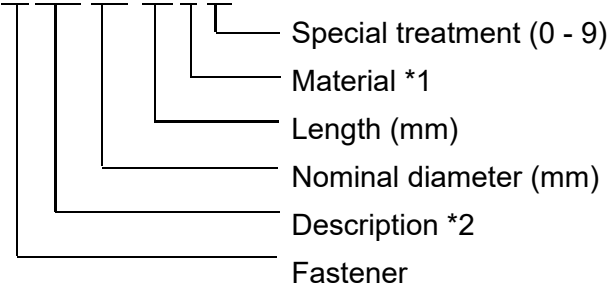 Special treatment (0 - 9)
Material *1
Length (mm)
Nominal diameter (mm)
Description *2
Fastener